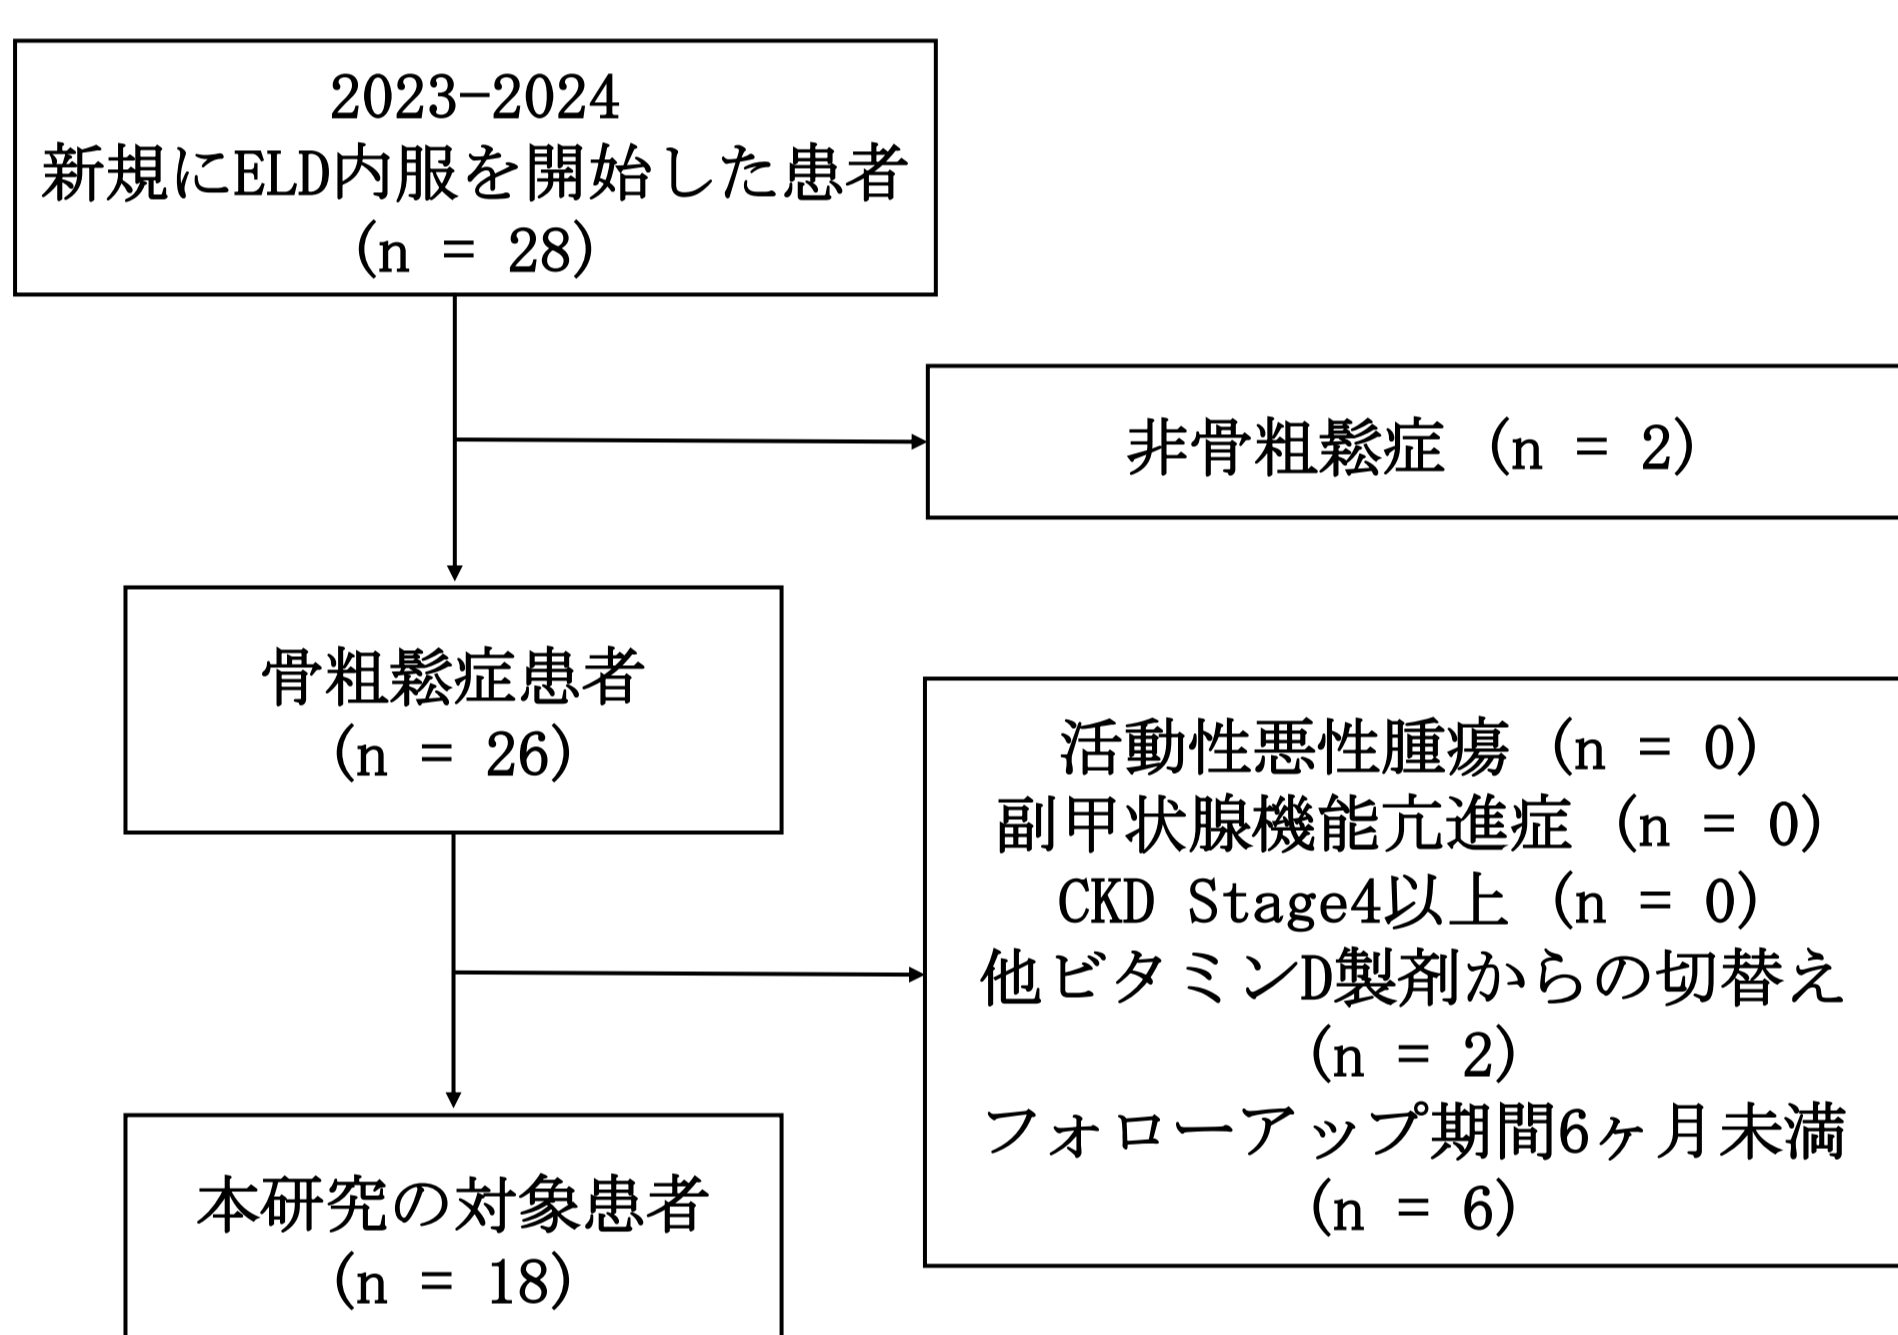 2023-2024
新規にELD内服を開始した患者
(n = 28)
非骨粗鬆症 (n = 2)
骨粗鬆症患者
(n = 26)
活動性悪性腫瘍 (n = 0)
副甲状腺機能亢進症 (n = 0)
CKD Stage4以上 (n = 0)
他ビタミンD製剤からの切替え
(n = 2)
フォローアップ期間6ヶ月未満
(n = 6)
本研究の対象患者
(n = 18)